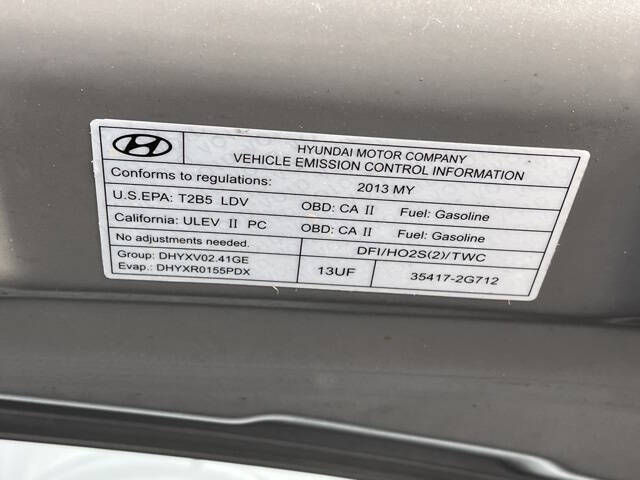 HYUNDAI MOTOR COMPANY
VEHICLE EMISSION CONTROL INFORMATION
Conforms to regulations: 2013 MY
U.S.EPA: T2B5 LDV OBD: CA II Fuel: Gasoline
California: ULEV II PC OBD: CA II Fuel: Gasoline
No adjustments needed. DFI/HO2S(2)/TWC
Group: DHYXV02.41GE
Evap.: DHYXR0155PDX 13UF 35417-2G712